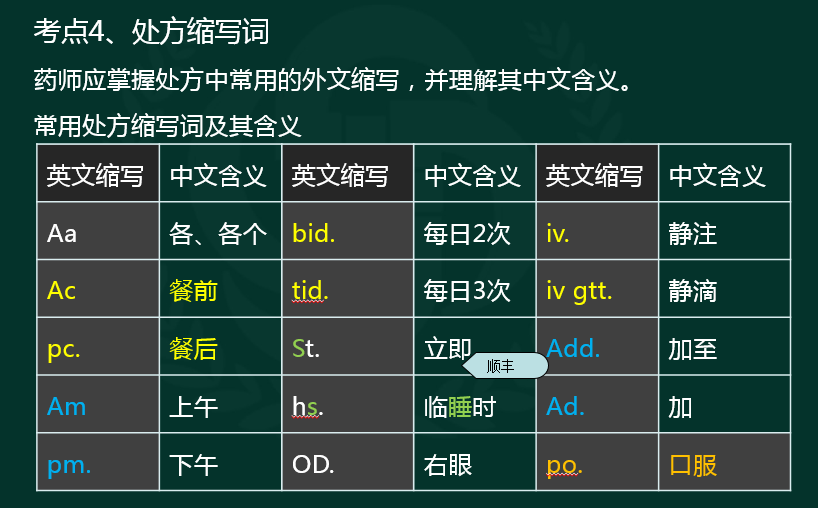 考点4、处方缩写词
药师应掌握处方中常用的外文缩写，并理解其中文含义。
常用处方缩写词及其含义
英文缩写 中文含义 英文缩写 中文含义 英文缩写 中文含义
Aa 各、各个 bid. 每日2次 iv. 静注
Ac 餐前 tid. 每日3次 iv gtt. 静滴
pc. 餐后 St. 立即 Add. 加至
顺丰
Am 上午 hs. 临睡时 Ad. 加
pm. 下午 OD. 右眼 po. 口服